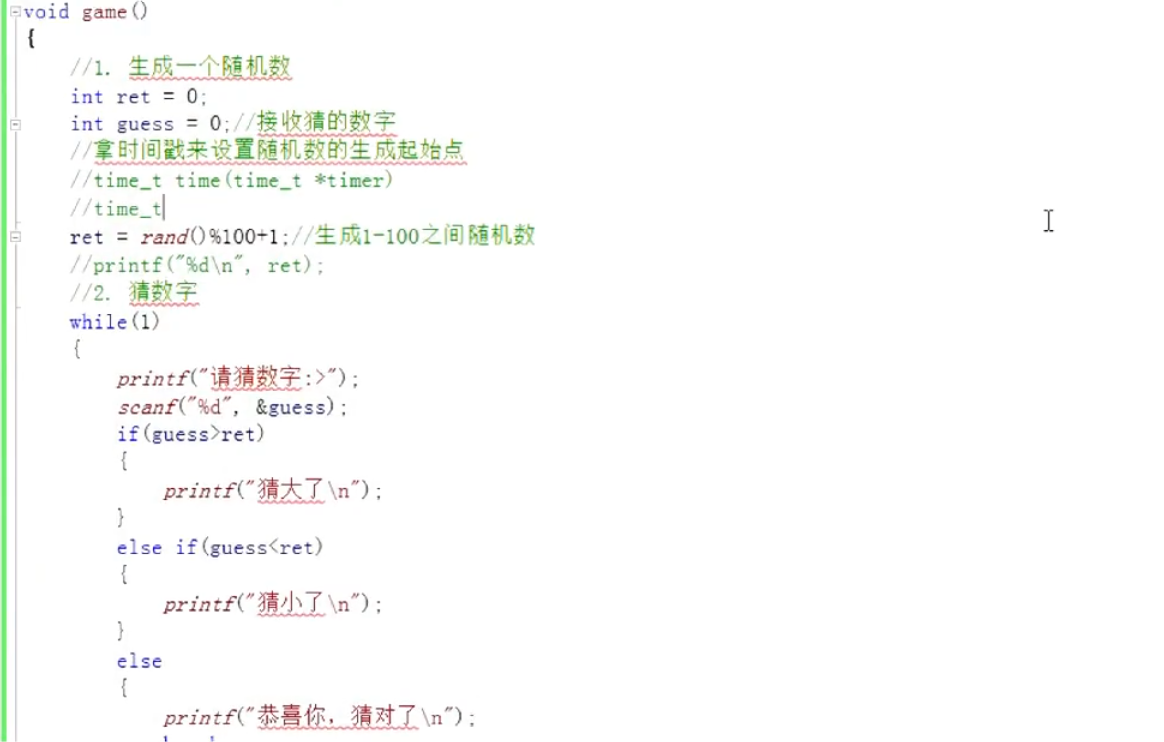 void game()
{
//1. 生成一个随机数
int ret = 0;
int guess = 0;//接收猜的数字
//拿时间戳来设置随机数的生成起始点
//time_t time(time_t *timer)
//time_t
ret = rand()%100+1;//生成1-100之间随机数
//printf("%d\n", ret);
//2. 猜数字
while(1)
{
printf("请猜数字:>");
scanf("%d", &guess);
if(guess>ret)
{
printf("猜大了\n");
}
else if(guess<ret)
{
printf("猜小了\n");
}
else
{
printf("恭喜你，猜对了\n");